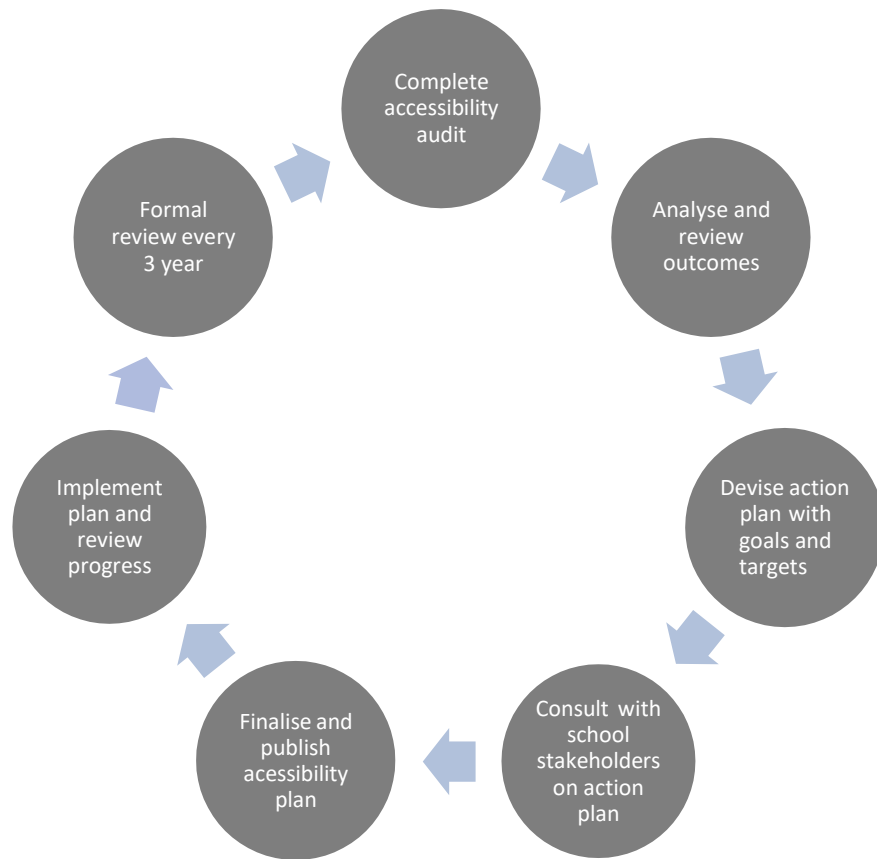 Complete
accessibility
audit
Analyse and
review
outcomes
Devise action
plan with
goals and
targets
Consult with
school
stakeholders
on action
plan
Finalise and
publish
acessibility
plan
Implement
plan and
review
progress
Formal
review every
3 year